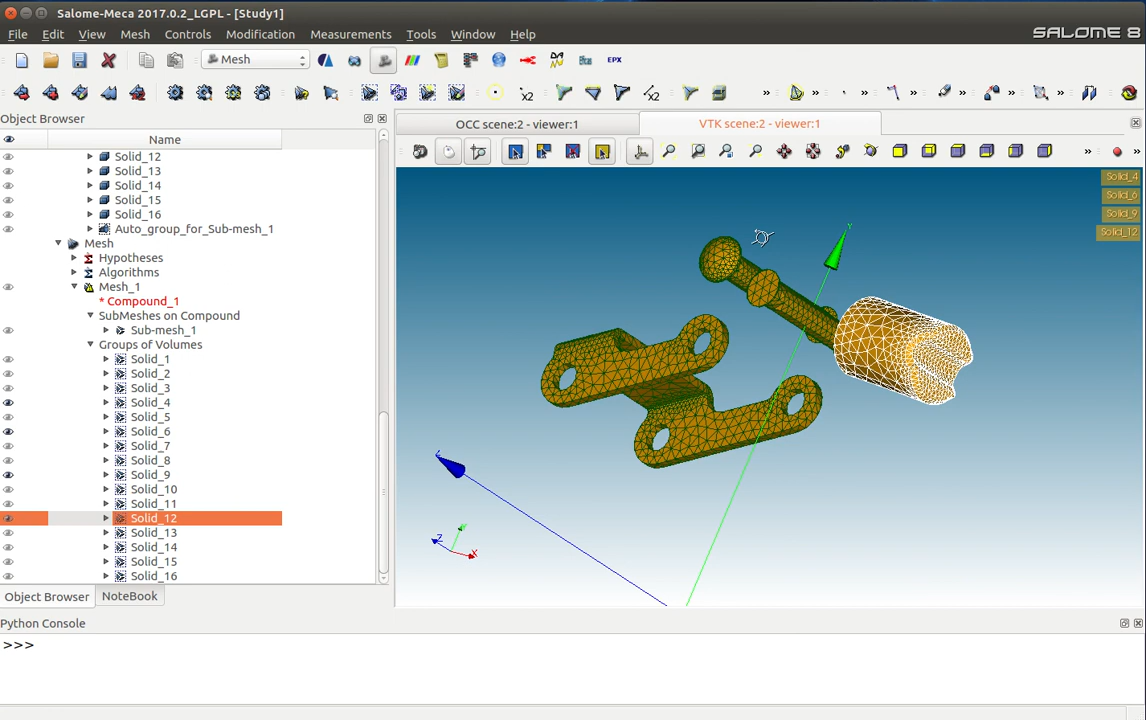 Salome-Meca 2017.0.2_LGPL - [Study1]
File Edit View Mesh Controls Modification Measurements Tools Window Help
SALOME 8
Mesh
EPX
x2
x2
Object Browser
OCC scene:2 - viewer:1
VTK scene:2 - viewer:1
Name
Solid_12
Solid_13
Solid_14
Solid_15
Solid_16
Auto_group_for_Sub-mesh_1
Mesh
Hypotheses
Algorithms
Mesh_1
* Compound_1
SubMeshes on Compound
Sub-mesh_1
Groups of Volumes
Solid_1
Solid_2
Solid_3
Solid_4
Solid_5
Solid_6
Solid_7
Solid_8
Solid_9
Solid_10
Solid_11
Solid_12
Solid_13
Solid_14
Solid_15
Solid_16
Solid_4
Solid_6
Solid_9
Solid_12
Y
Z
Y
Z
X
Object Browser
NoteBook
Python Console
>>>